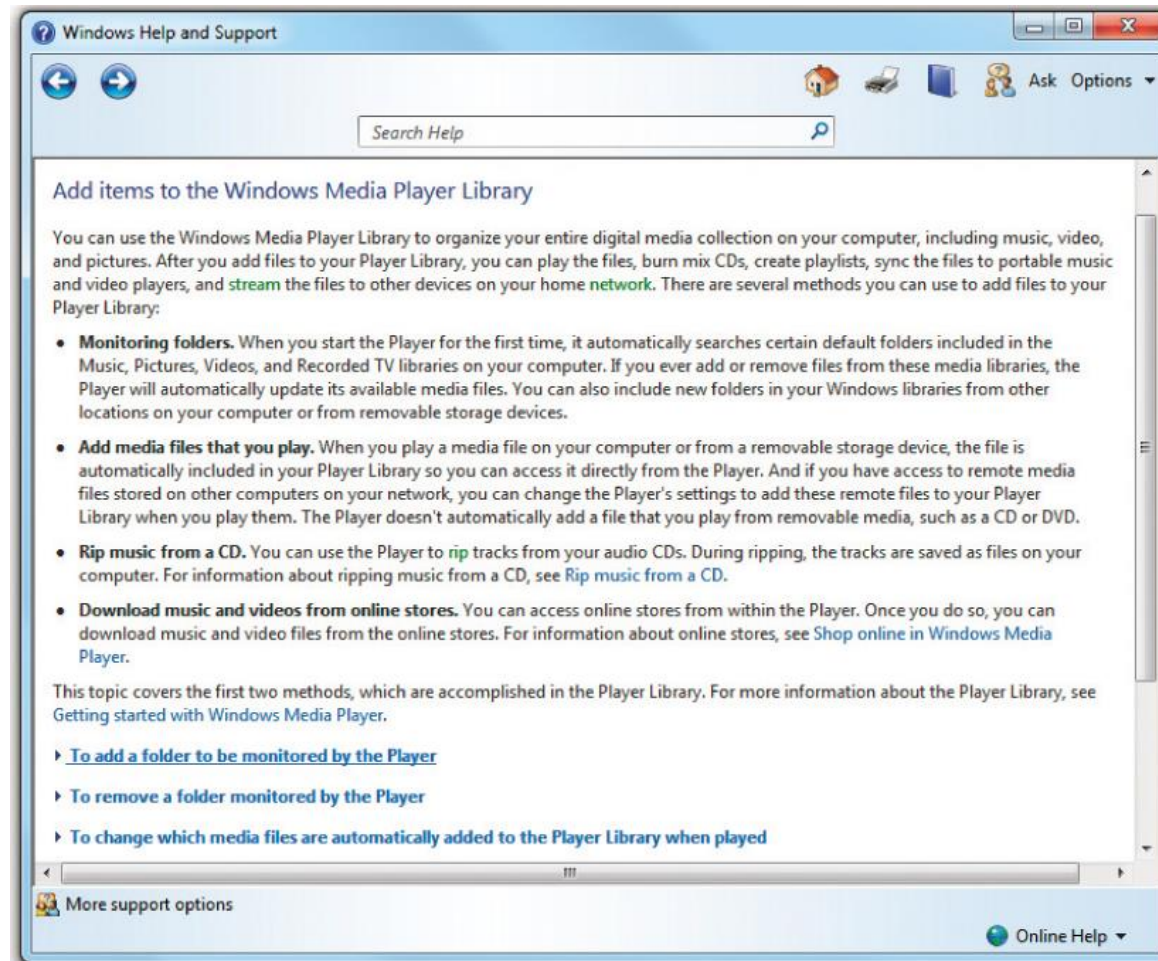 Windows Help and Support
Ask Options
Search Help
Add items to the Windows Media Player Library
You can use the Windows Media Player Library to organize your entire digital media collection on your computer, including music, video,
and pictures. After you add files to your Player Library, you can play the files, burn mix CDs, create playlists, sync the files to portable music
and video players, and stream the files to other devices on your home network. There are several methods you can use to add files to your
Player Library:
• Monitoring folders. When you start the Player for the first time, it automatically searches certain default folders included in the
Music, Pictures, Videos, and Recorded TV libraries on your computer. If you ever add or remove files from these media libraries, the
Player will automatically update its available media files. You can also include new folders in your Windows libraries from other
locations on your computer or from removable storage devices.
• Add media files that you play. When you play a media file on your computer or from a removable storage device, the file is
automatically included in your Player Library so you can access it directly from the Player. And if you have access to remote media
files stored on other computers on your network, you can change the Player's settings to add these remote files to your Player
Library when you play them. The Player doesn't automatically add a file that you play from removable media, such as a CD or DVD.
• Rip music from a CD. You can use the Player to rip tracks from your audio CDs. During ripping, the tracks are saved as files on your
computer. For information about ripping music from a CD, see Rip music from a CD.
• Download music and videos from online stores. You can access online stores from within the Player. Once you do so, you can
download music and video files from the online stores. For information about online stores, see Shop online in Windows Media
Player.
This topic covers the first two methods, which are accomplished in the Player Library. For more information about the Player Library, see
Getting started with Windows Media Player.
To add a folder to be monitored by the Player
To remove a folder monitored by the Player
To change which media files are automatically added to the Player Library when played
More support options
Online Help